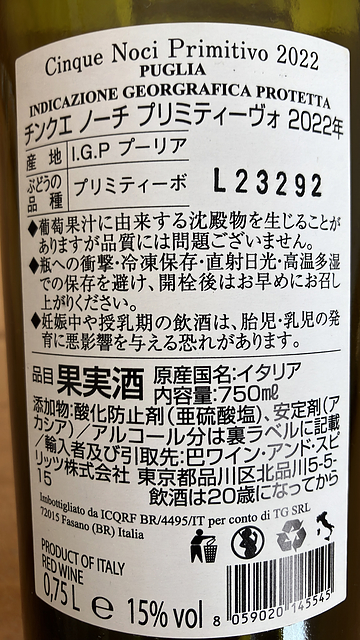 Cinque Noci Primitivo 2022
PUGLIA
INDICAZIONE GEORGRAFICA PROTETTA
チンクエ ノーチ プリミティーヴォ 2022年
産 地 I.G.P プーリア
ぶどうの品 種 プリミティーボ
L23292
◆葡萄果汁に由来する沈殿物を生じることが
ありますが品質には問題ございません。
◆瓶への衝撃・冷凍保存・直射日光・高温多湿
での保存を避け、開栓後はお早めにお召し
上がりください。
◆妊娠中や授乳期の飲酒は、胎児・乳児の発
育に悪影響を与える恐れがあります。
品目 果実酒 原産国名:イタリア
内容量:750㎖
添加物:酸化防止剤(亜硫酸塩)、安定剤(ア
カシア)/アルコール分は裏ラベルに記載
/輸入者及び引取先:巴ワイン・アンド・スピ
リッツ株式会社 東京都品川区北品川5-5-
15
飲酒は20歳になってから
Imbottigliato da ICQRF BR/4495/IT per conto di TG SRL
72015 Fasano (BR) Italia
PRODUCT OF ITALY
RED WINE
0,75 L e 15% vol
8 059020 145545